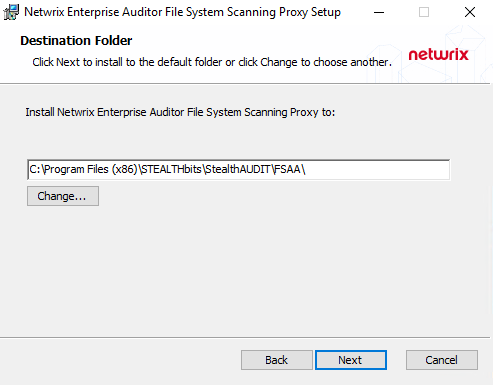 Netwrix Enterprise Auditor File System Scanning Proxy Setup
Destination Folder
Click Next to install to the default folder or click Change to choose another.
netwrix
Install Netwrix Enterprise Auditor File System Scanning Proxy to:
C:\Program Files (x86)\STEALTHbits\StealthAUDIT\FSAA\
Change...
Back
Next
Cancel